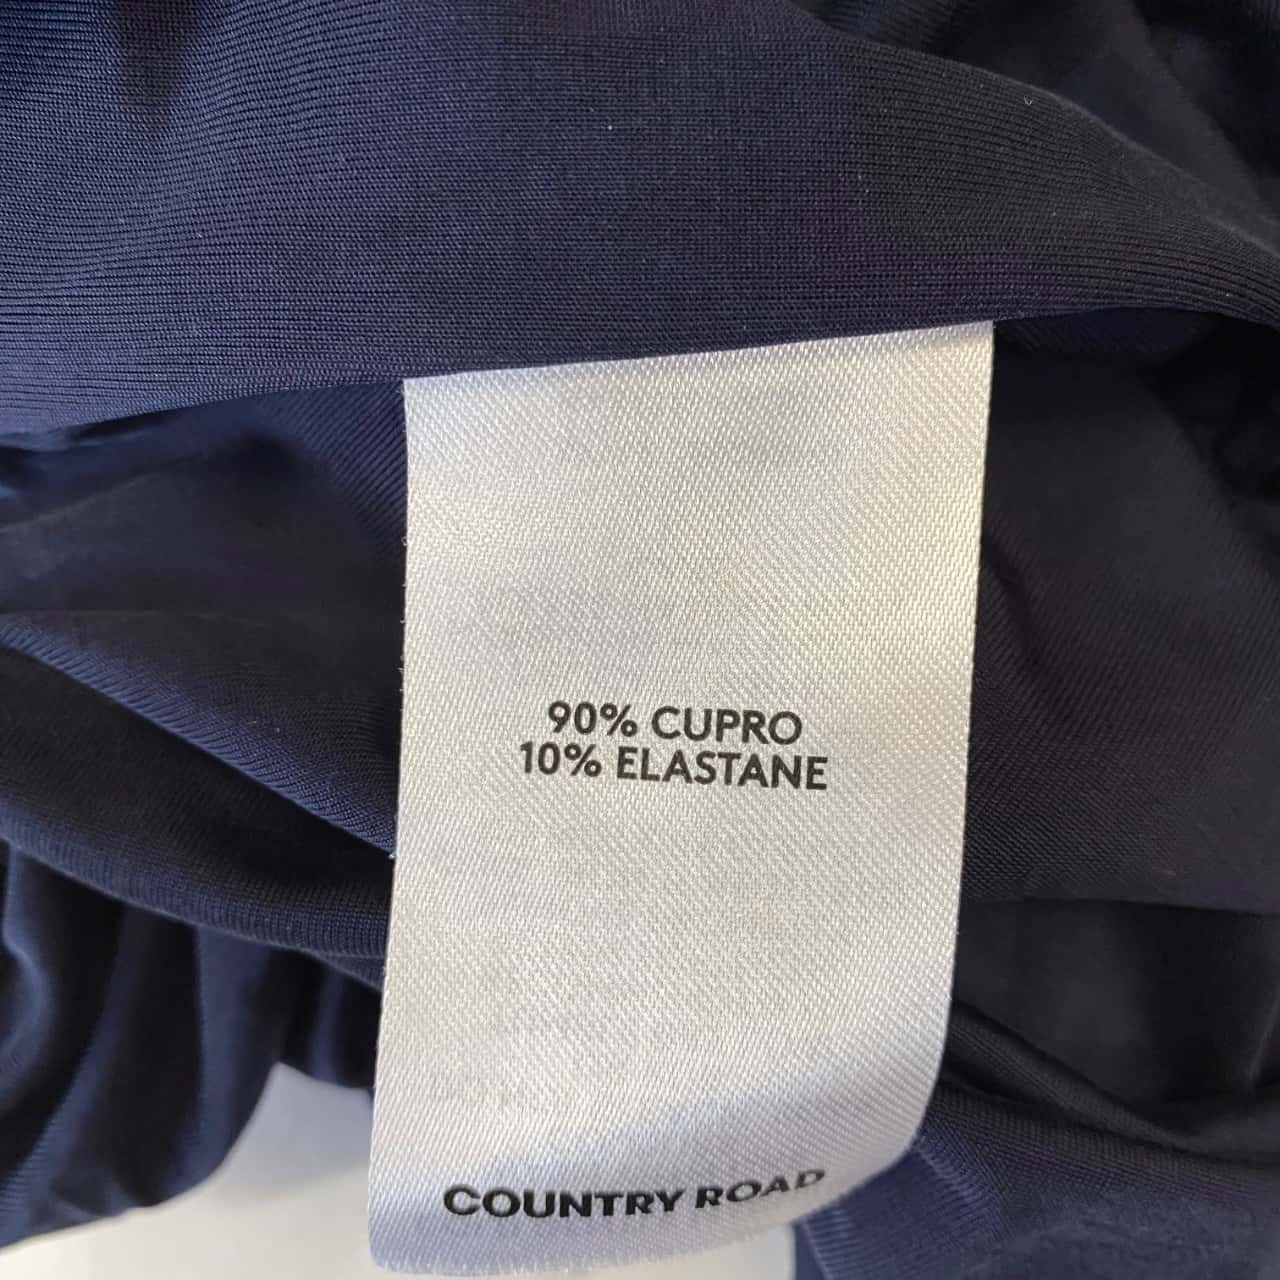 90% CUPRO
10% ELASTANE
COUNTRY ROAD